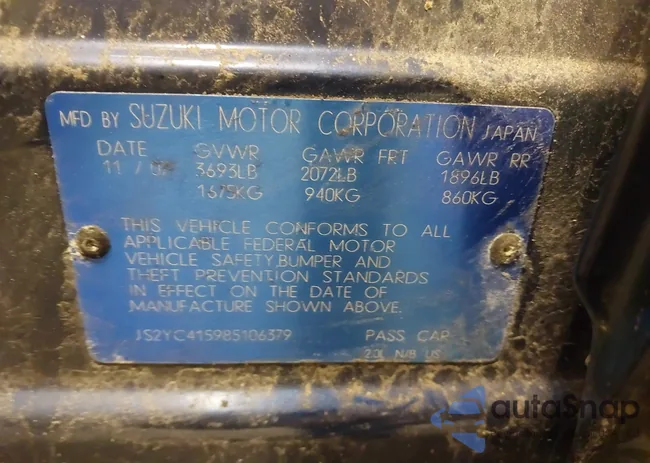 MFD BY SUZUKI MOTOR CORPORATION JAPAN
DATE GVWR GAWR FRT GAWR RR
11 / 3693LB 2072LB 1896LB
1675KG 940KG 860KG
THIS VEHICLE CONFORMS TO ALL
APPLICABLE FEDERAL MOTOR
VEHICLE SAFETY,BUMPER AND
THEFT PREVENTION STANDARDS
IN EFFECT ON THE DATE OF
MANUFACTURE SHOWN ABOVE.
JS2YC415985106379 PASS CAR
2.0L N/B US
autoSnap